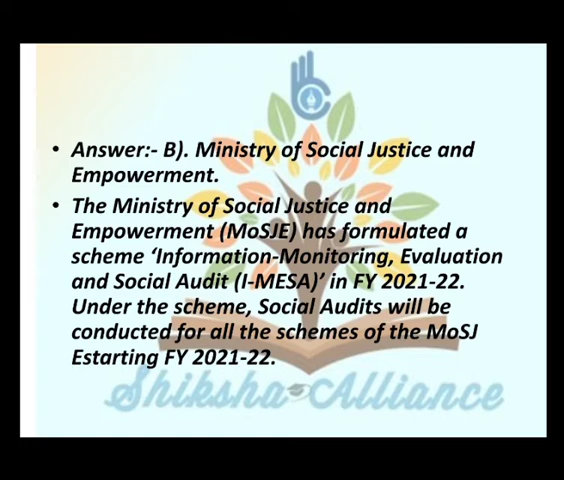 • Answer:- B). Ministry of Social Justice and
Empowerment.
• The Ministry of Social Justice and
Empowerment (MoSJE) has formulated a
scheme ‘Information-Monitoring, Evaluation
and Social Audit (I-MESA)’ in FY 2021-22.
Under the scheme, Social Audits will be
conducted for all the schemes of the MoSJ
Estarting FY 2021-22.
Shiksha Alliance